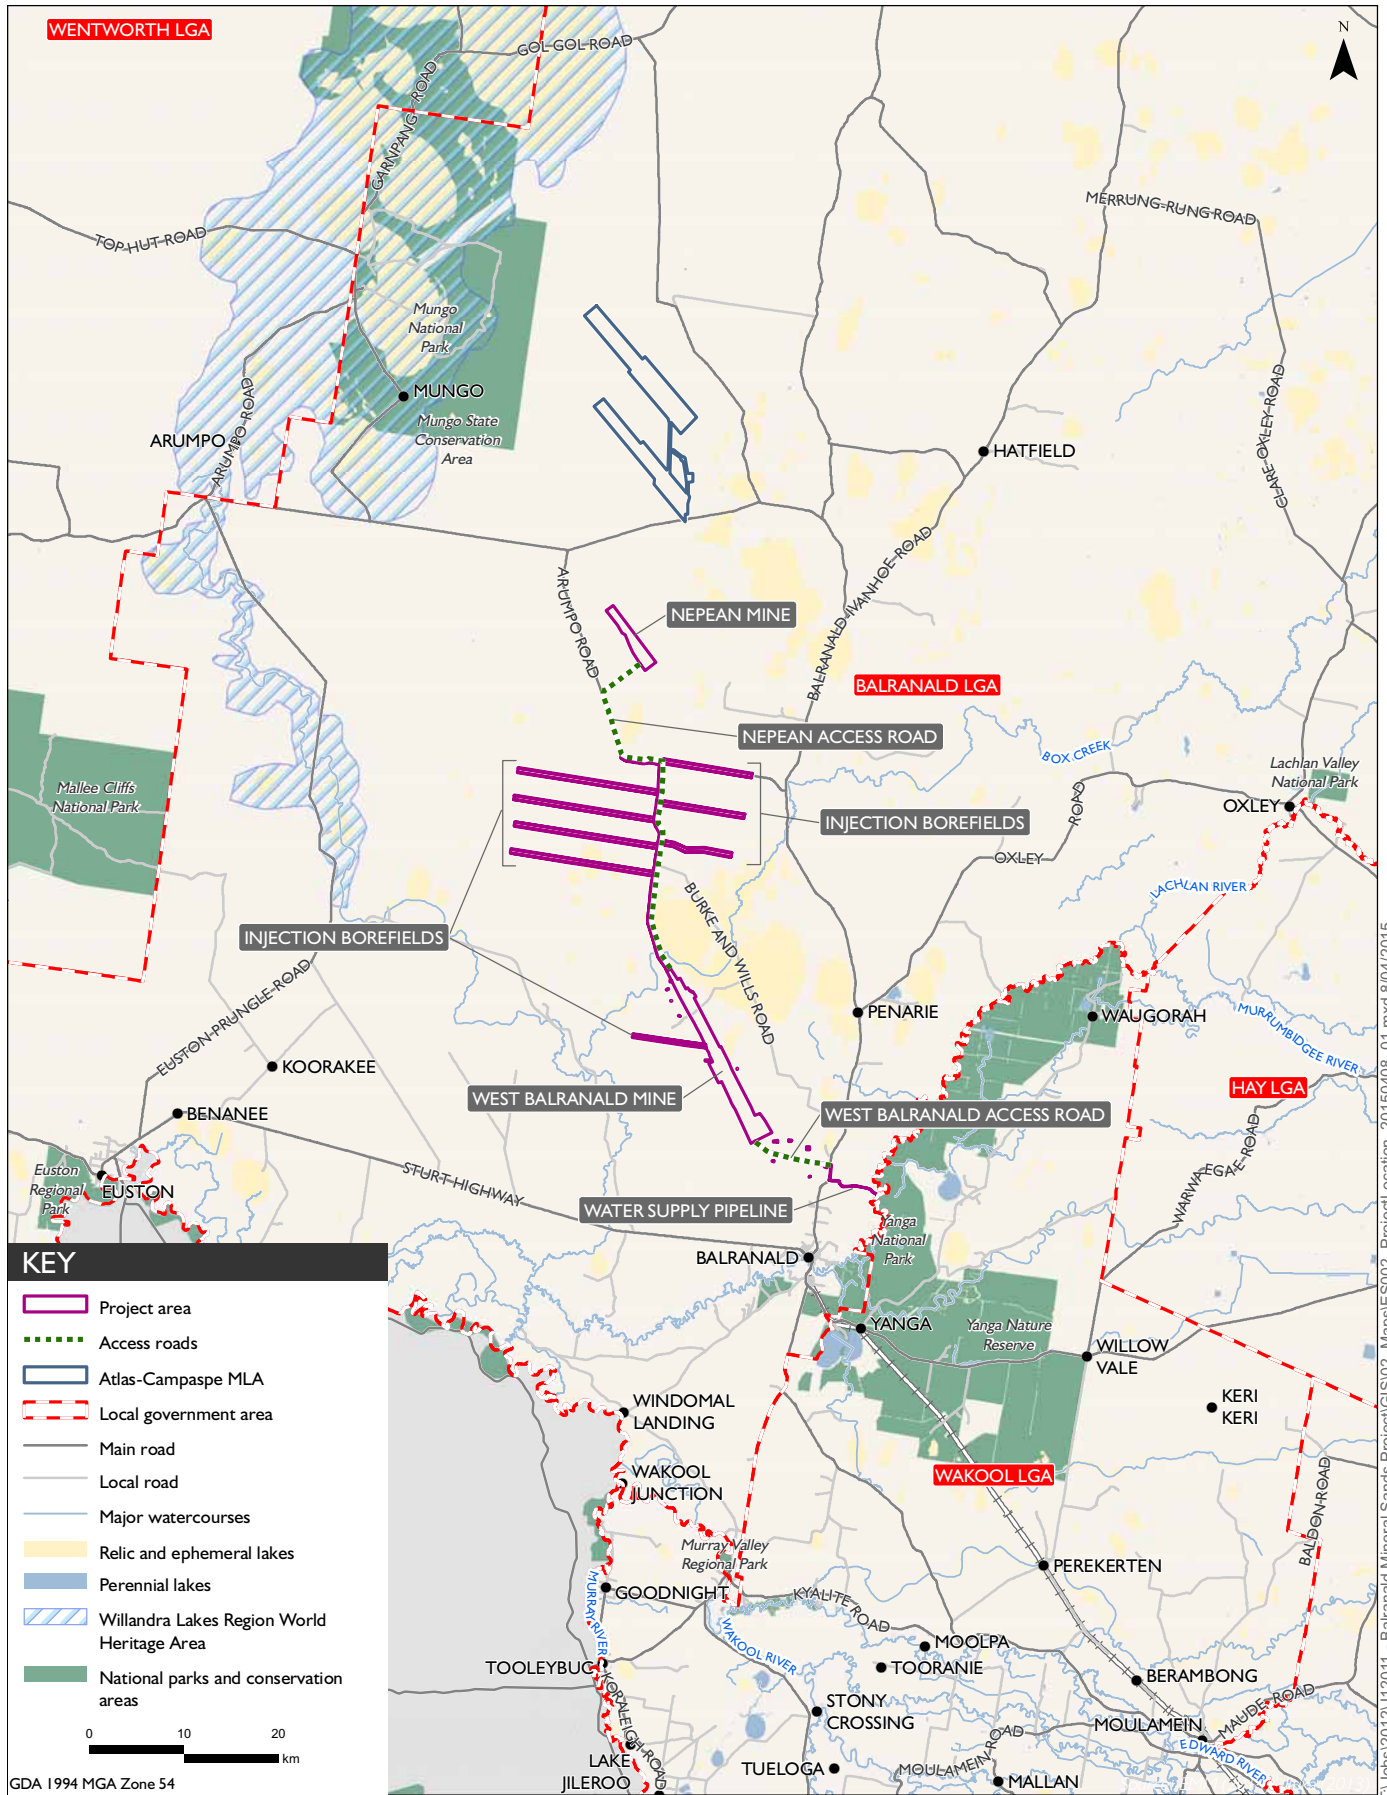 WENTWORTH LGA
GOL GOL ROAD
N
GARNPANG ROAD
MERRUNG-RUNG ROAD
TOP HUT ROAD
Mungo
National
Park
MUNGO
Mungo State
Conservation
Area
ARUMPO
ARUMPO ROAD
HATFIELD
CLARE-OXLEY-ROAD
ARUMPO ROAD
NEPEAN MINE
BALRANALD-IVANHOE-ROAD
BALRANALD LGA
NEPEAN ACCESS ROAD
BOX CREEK
Mallee Cliffs
National Park
Lachlan Valley
National Park
OXLEY
INJECTION BOREFIELDS
OXLEY
ROAD
LACHLAN RIVER
BURKE AND WILLS ROAD
INJECTION BOREFIELDS
EUSTON-PRUNGLE-ROAD
PENARIE
WAUGORAH
MURRUMBIDGEE RIVER
KOORAKEE
HAY LGA
WEST BALRANALD MINE
WEST BALRANALD ACCESS ROAD
BENANEE
WARWAEGAE-ROAD
Euston
Regional
Park
EUSTON
STURT-HIGHWAY
WATER SUPPLY PIPELINE
Yanga
National
Park
BALRANALD
YANGA
Yanga Nature
Reserve
WILLOW
VALE
KERI
KERI
WINDOMAL
LANDING
WAKOOL
JUNCTION
WAKOOL LGA
BALDON-ROAD
Murray Valley
Regional Park
PEREKERTEN
GOODNIGHT
MURRAY RIVER
KYALITE ROAD
WAKOOL RIVER
MOOLPA
TOORANIE
TOOLEYBUC
BERAMBONG
KORALEIGH-ROAD
STONY
CROSSING
MAUDE-ROAD
MOULAMEIN
EDWARD RIVER
MOULAMEIN ROAD
LAKE
JILEROO
TUELOGA
MALLAN
KEY
Project area
Access roads
Atlas-Campaspe MLA
Local government area
Main road
Local road
Major watercourses
Relic and ephemeral lakes
Perennial lakes
Willandra Lakes Region World
Heritage Area
National parks and conservation
areas
0 10 20
km
GDA 1994 MGA Zone 54